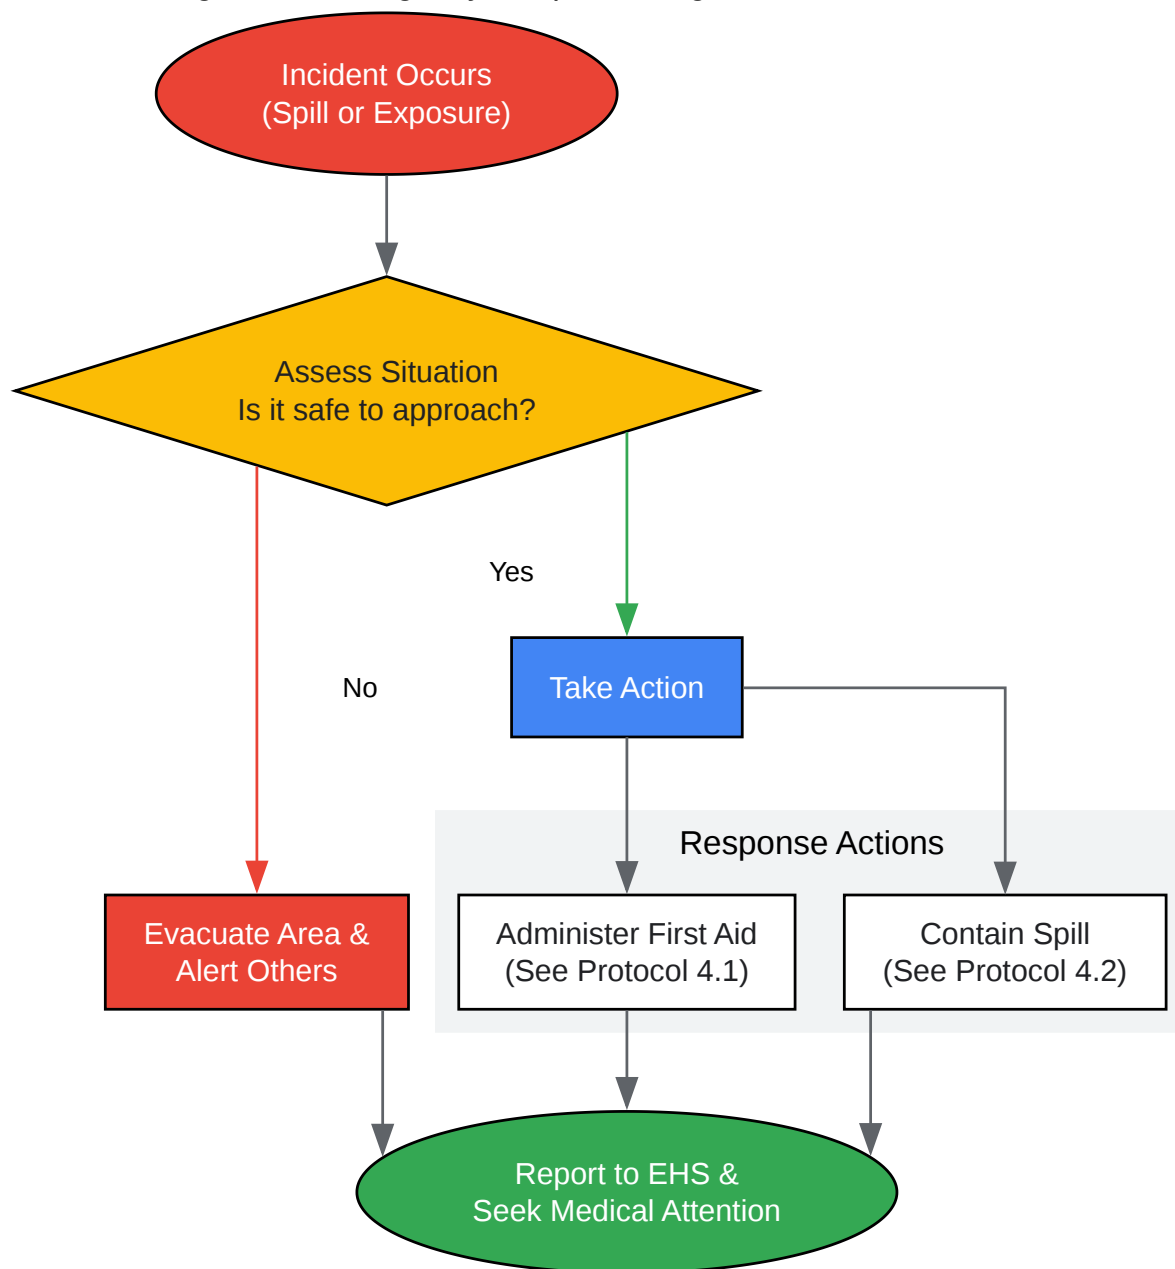 Incident Occurs
(Spill or Exposure)
Assess Situation
Is it safe to approach?
Yes
No
Take Action
Response Actions
Evacuate Area &
Alert Others
Administer First Aid
(See Protocol 4.1)
Contain Spill
(See Protocol 4.2)
Report to EHS &
Seek Medical Attention